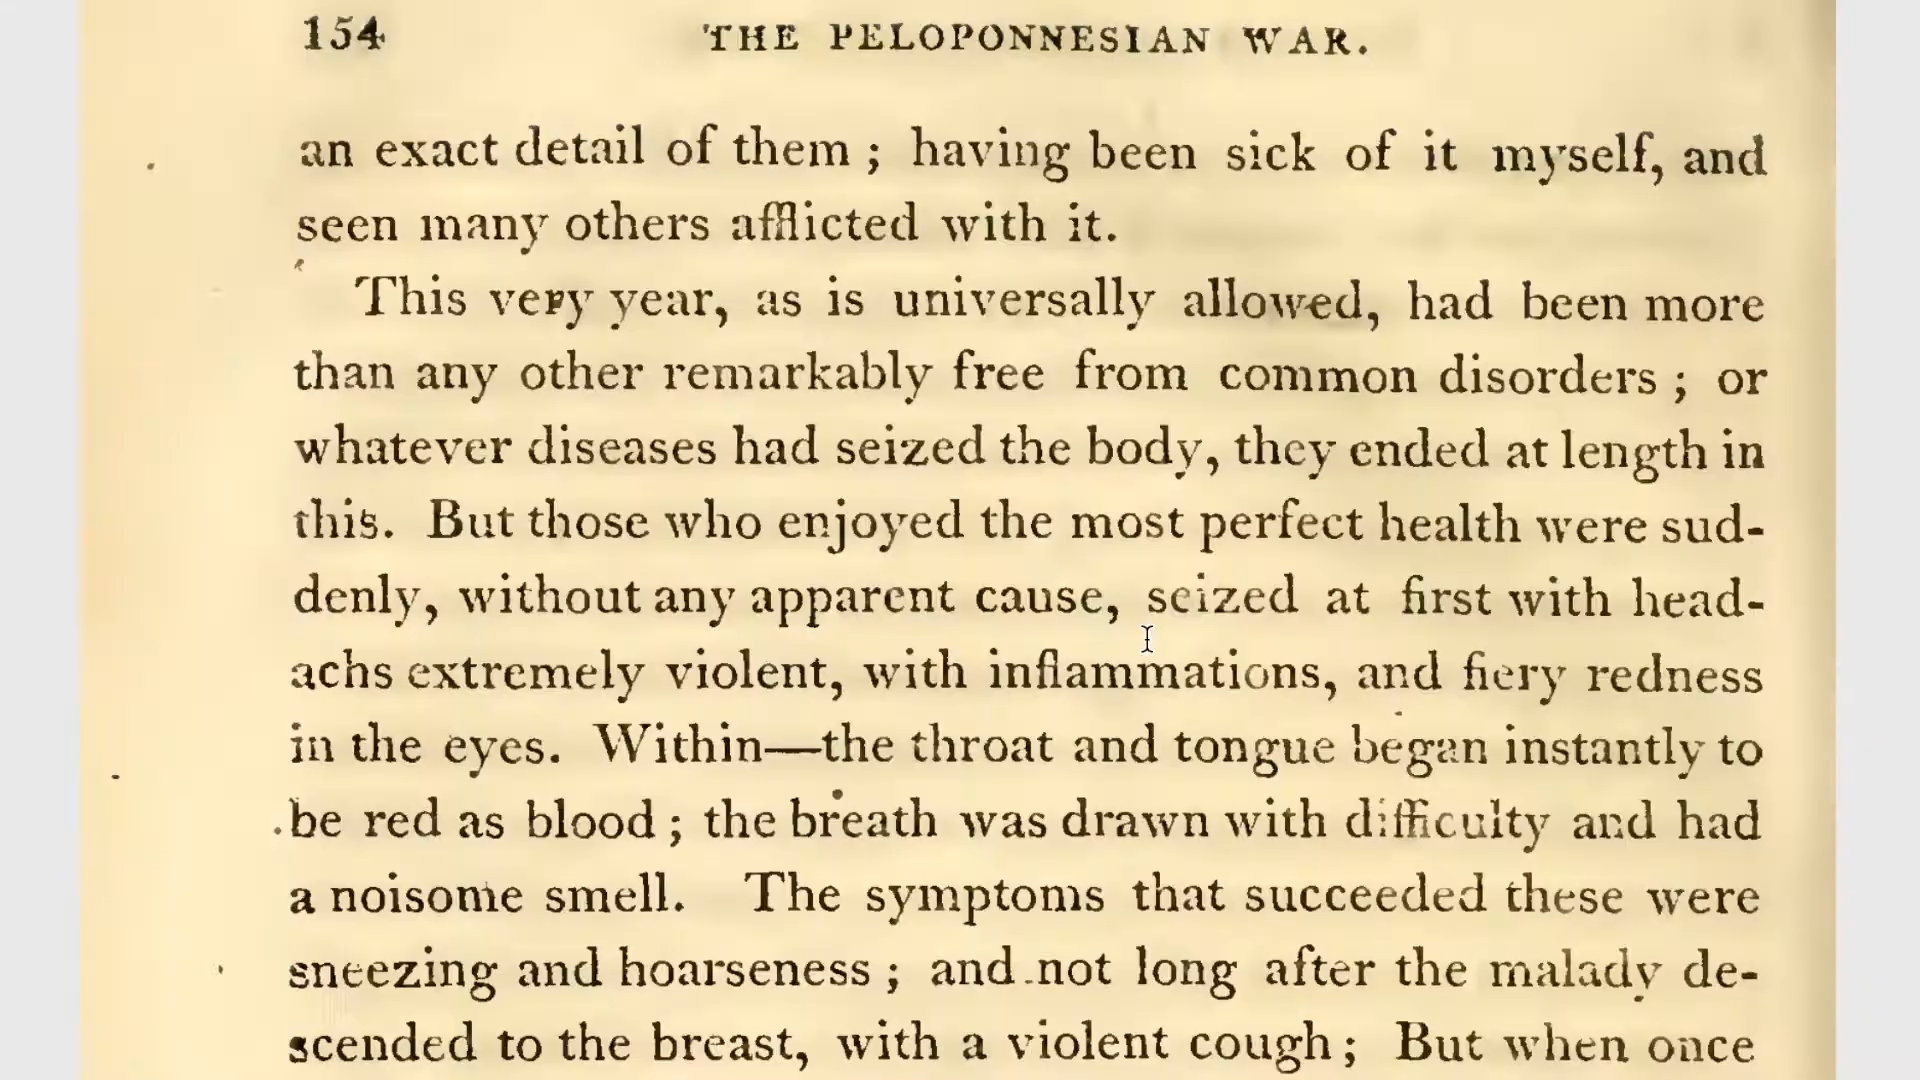 154 THE PELOPONNESIAN WAR.
an exact detail of them ; having been sick of it myself, and
seen many others afflicted with it.
This very year, as is universally allowed, had been more
than any other remarkably free from common disorders ; or
whatever diseases had seized the body, they ended at length in
this. But those who enjoyed the most perfect health were sud-
denly, without any apparent cause, seized at first with head-
achs extremely violent, with inflammations, and fiery redness
in the eyes. Within—the throat and tongue began instantly to
be red as blood ; the breath was drawn with difficulty and had
a noisome smell. The symptoms that succeeded these were
sneezing and hoarseness ; and not long after the malady de-
scended to the breast, with a violent cough ; But when once